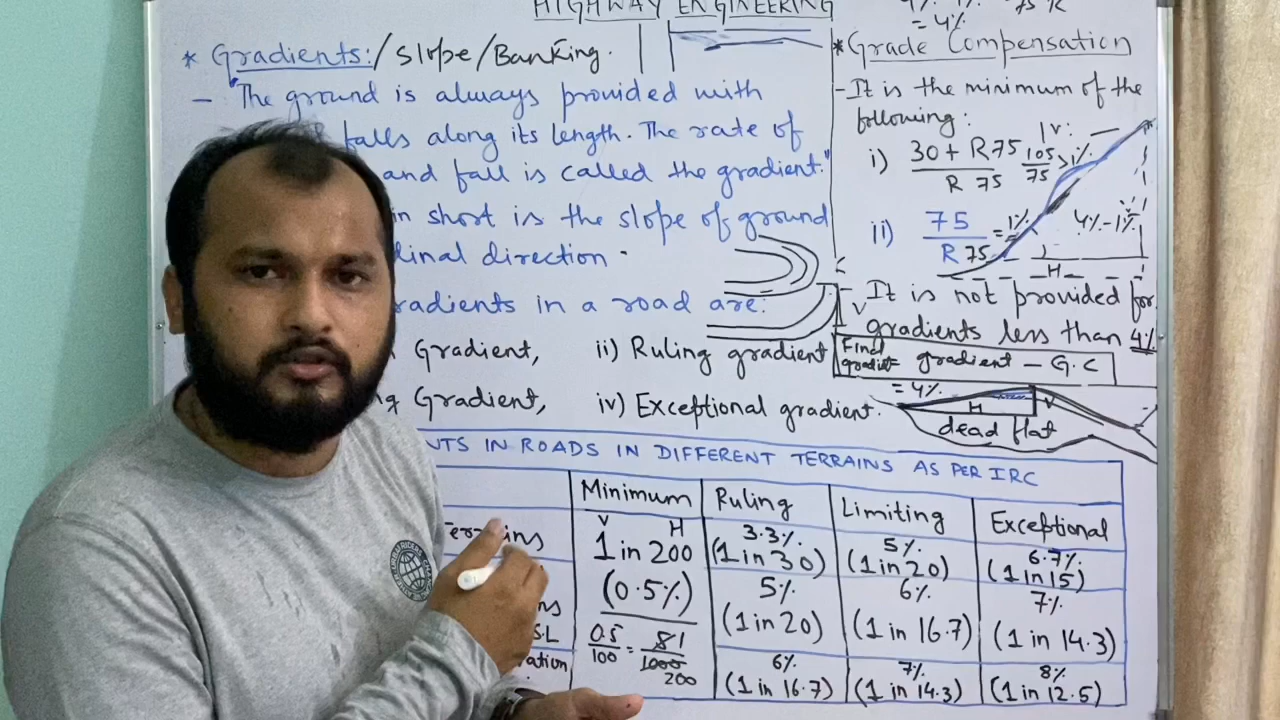 HIGHWAY ENGINEERING
* Gradients:/Slope/Banking.
- "The ground is always provided with
falls along its length. The rate of
and fall is called the gradient."
in short is the slope of ground
dinal direction.
radients in a road are:
Gradient, ii) Ruling gradient
g Gradient, iv) Exceptional gradient.
= 4%
75 R
* Grade Compensation
- It is the minimum of the
following:
i) 30 + R 75 / R 75 105/75 > 1%
ii) 75 / R 75 = 1%
V
4% - 1%
H
- It is not provided for
gradients less than 4%
Final gradient = gradient - G.C
= 4%
H V
dead flat
NTS IN ROADS IN DIFFERENT TERRAINS AS PER IRC
Minimum Ruling Limiting Exceptional
V H
1 in 200
(0.5%)
0.5/100 = 1/200
3.3% 5% 6.7%
(1 in 30) (1 in 20) (1 in 15)
5% 6% 7%
(1 in 20) (1 in 16.7) (1 in 14.3)
S.L
ation
6% 7% 8%
(1 in 16.7) (1 in 14.3) (1 in 12.5)